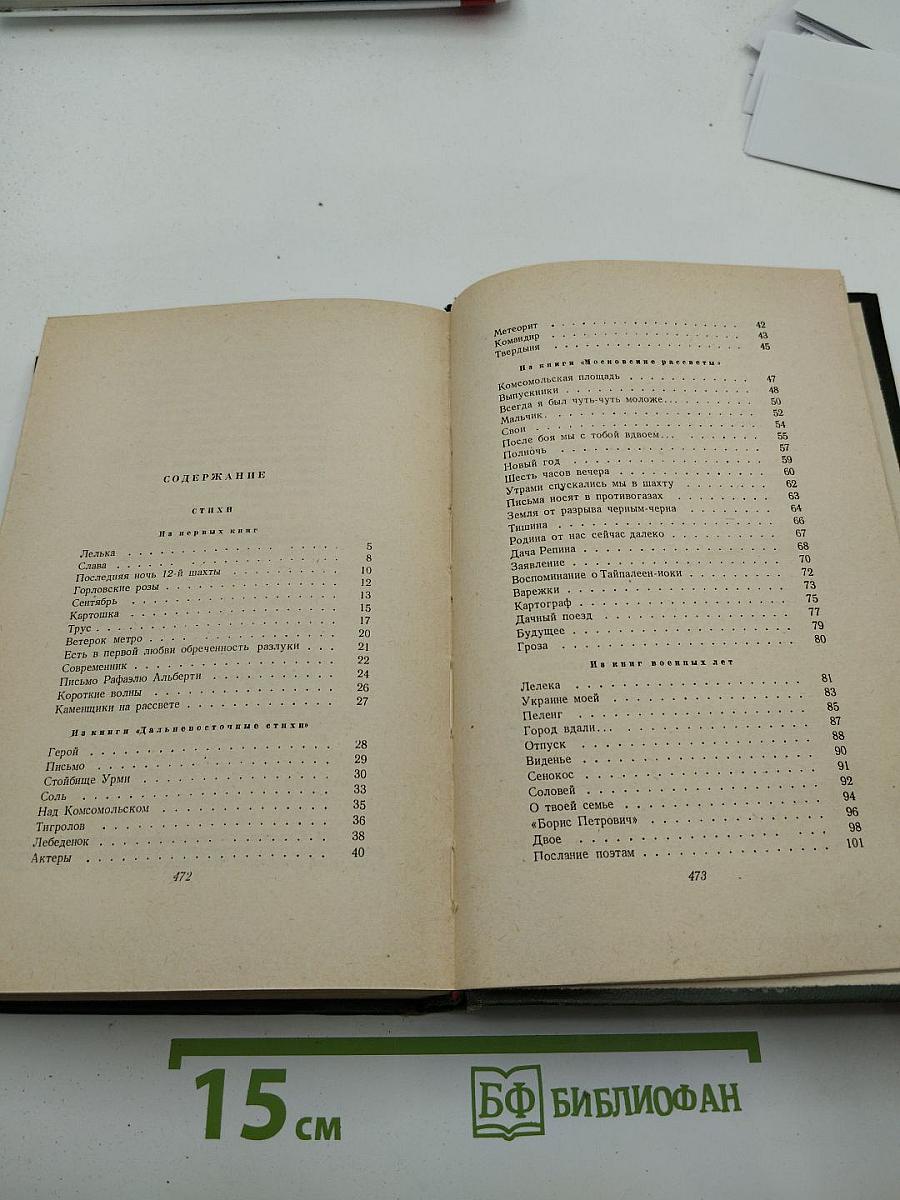 СОДЕРЖАНИЕ
СТИХИ
Из первых книг
Лелька . . . 5
Слава . . . 8
Последняя ночь 12-й шахты . . . 10
Горловские розы . . . 12
Сентябрь . . . 13
Картошка . . . 15
Трус . . . 17
Ветерок метро . . . 20
Есть в первой любви обреченность разлуки . . . 21
Современник . . . 22
Письмо Рафаэлю Альберти . . . 24
Короткие волны . . . 26
Каменщики на рассвете . . . 27
Из книги «Дальневосточные стихи»
Герой . . . 28
Письмо . . . 29
Стойбище Урми . . . 30
Соль . . . 33
Над Комсомольском . . . 35
Тигролов . . . 36
Лебеденок . . . 38
Актеры . . . 40
472
Метеорит . . . 42
Командир . . . 43
Твердыня . . . 45
Из книги «Московские рассветы»
Комсомольская площадь . . . 47
Выпускники . . . 48
Всегда я был чуть-чуть моложе... . . . 50
Мальчик . . . 52
Свои . . . 54
После боя мы с тобой вдвоем... . . . 55
Полночь . . . 57
Новый год . . . 59
Шесть часов вечера . . . 60
Утрами спускались мы в шахту . . . 62
Письма носят в противогазах . . . 63
Земля от разрыва черным-черна . . . 64
Тишина . . . 66
Родина от нас сейчас далеко . . . 67
Дача Репина . . . 68
Заявление . . . 70
Воспоминание о Тайпалеен-иоки . . . 72
Варежки . . . 73
Картограф . . . 75
Дачный поезд . . . 77
Будущее . . . 79
Гроза . . . 80
Из книг военных лет
Лелека . . . 81
Украине моей . . . 83
Пеленг . . . 85
Город вдали... . . . 87
Отпуск . . . 88
Виденье . . . 90
Сенокос . . . 91
Соловей . . . 92
О твоей семье . . . 94
«Борис Петрович» . . . 96
Двое . . . 98
Послание поэтам . . . 101
473
15 см
БФ БИБЛИОФАН